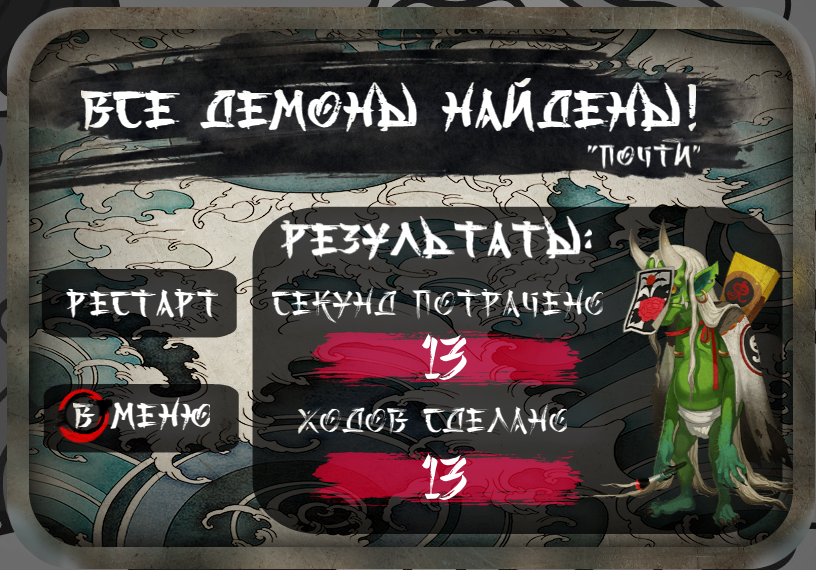 ВСЕ ДЕМОНЫ НАЙДЕНЫ!
"ПОЧТИ"
РЕЗУЛЬТАТЫ:
РЕСТАРТ
СЕКУНД ПОТРАЧЕНО
13
В МЕНЮ
ХОДОВ СДЕЛАНО
13